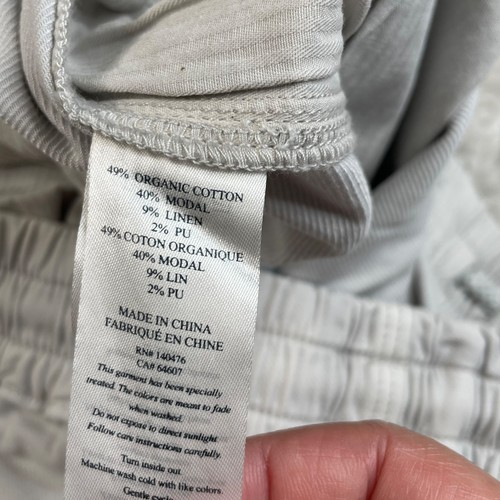 49% ORGANIC COTTON
40% MODAL
9% LINEN
2% PU
49% COTON ORGANIQUE
40% MODAL
9% LIN
2% PU
MADE IN CHINA
FABRIQUÉ EN CHINE
RN# 140476
CA# 64607
This garment has been specially
treated. The colors are meant to fade
when washed.
Do not expose to direct sunlight
Follow care instructions carefully.
Turn inside out.
Machine wash cold with like colors.
Gentle cycle